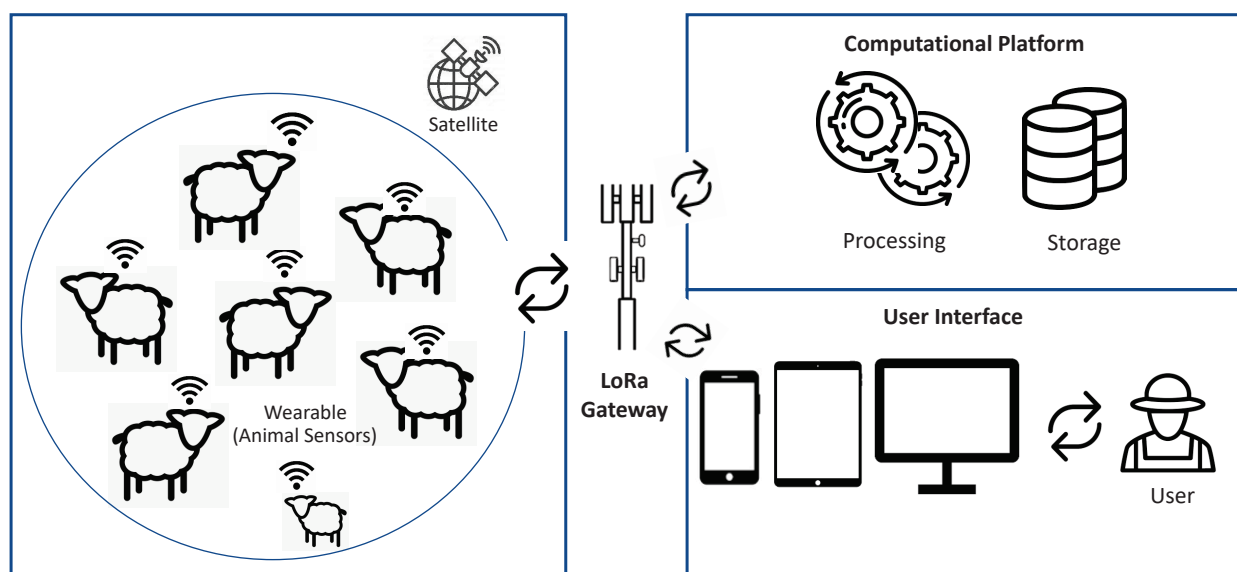 Satellite
Wearable
(Animal Sensors)
LoRa
Gateway
Computational Platform
Processing
Storage
User Interface
User